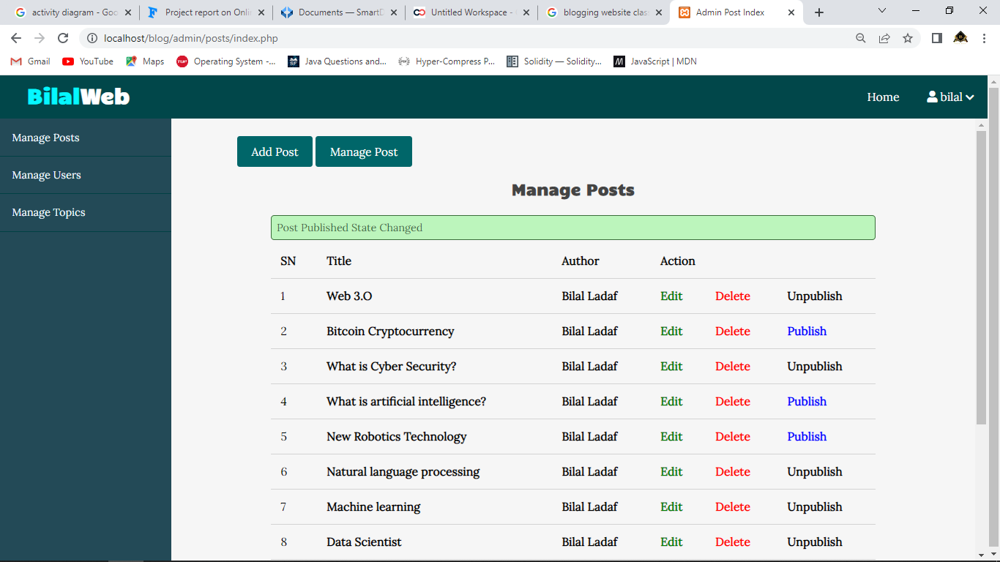 activity diagram - Goo
Project report on Onli
Documents — SmartD
Untitled Workspace -
blogging website clas
Admin Post Index
localhost/blog/admin/posts/index.php
Gmail
YouTube
Maps
Operating System -...
Java Questions and...
Hyper-Compress P...
Solidity — Solidity...
JavaScript | MDN
BilalWeb
Home
bilal
Manage Posts
Manage Users
Manage Topics
Add Post
Manage Post
Manage Posts
Post Published State Changed
SN Title Author Action
1 Web 3.O Bilal Ladaf Edit Delete Unpublish
2 Bitcoin Cryptocurrency Bilal Ladaf Edit Delete Publish
3 What is Cyber Security? Bilal Ladaf Edit Delete Unpublish
4 What is artificial intelligence? Bilal Ladaf Edit Delete Publish
5 New Robotics Technology Bilal Ladaf Edit Delete Publish
6 Natural language processing Bilal Ladaf Edit Delete Unpublish
7 Machine learning Bilal Ladaf Edit Delete Unpublish
8 Data Scientist Bilal Ladaf Edit Delete Unpublish